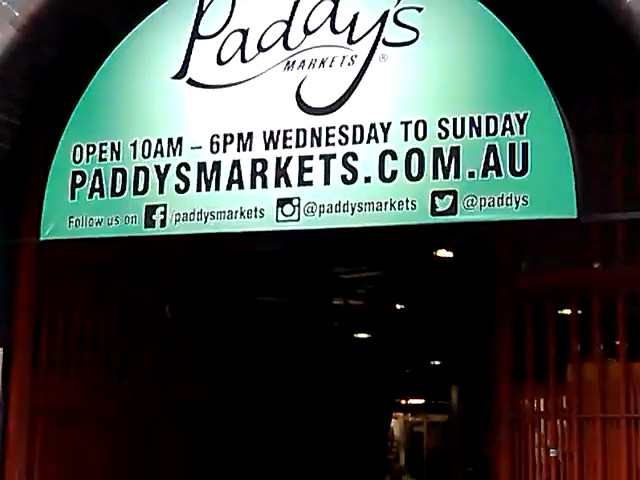 Paddy's
MARKETS ®
OPEN 10AM – 6PM WEDNESDAY TO SUNDAY
PADDYSMARKETS.COM.AU
Follow us on f/paddysmarkets @paddysmarkets @paddys